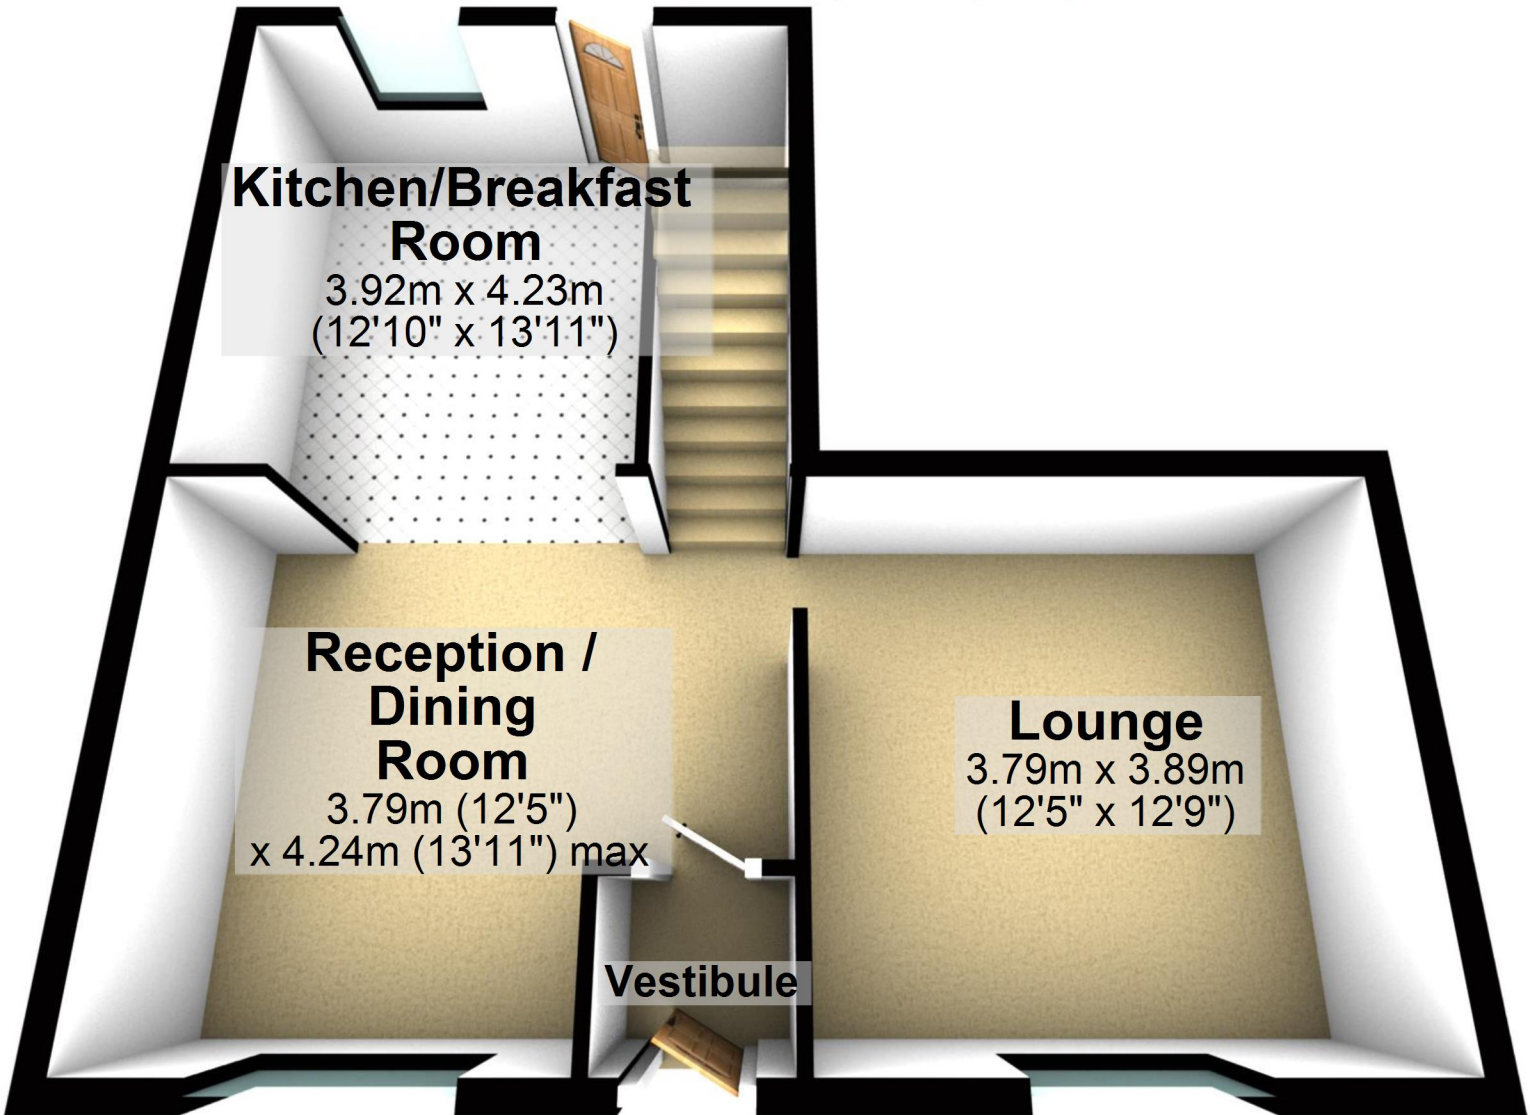 Kitchen/Breakfast
Room
3.92m x 4.23m
(12'10" x 13'11")
Reception /
Dining
Room
3.79m (12'5")
x 4.24m (13'11") max
Lounge
3.79m x 3.89m
(12'5" x 12'9")
Vestibule